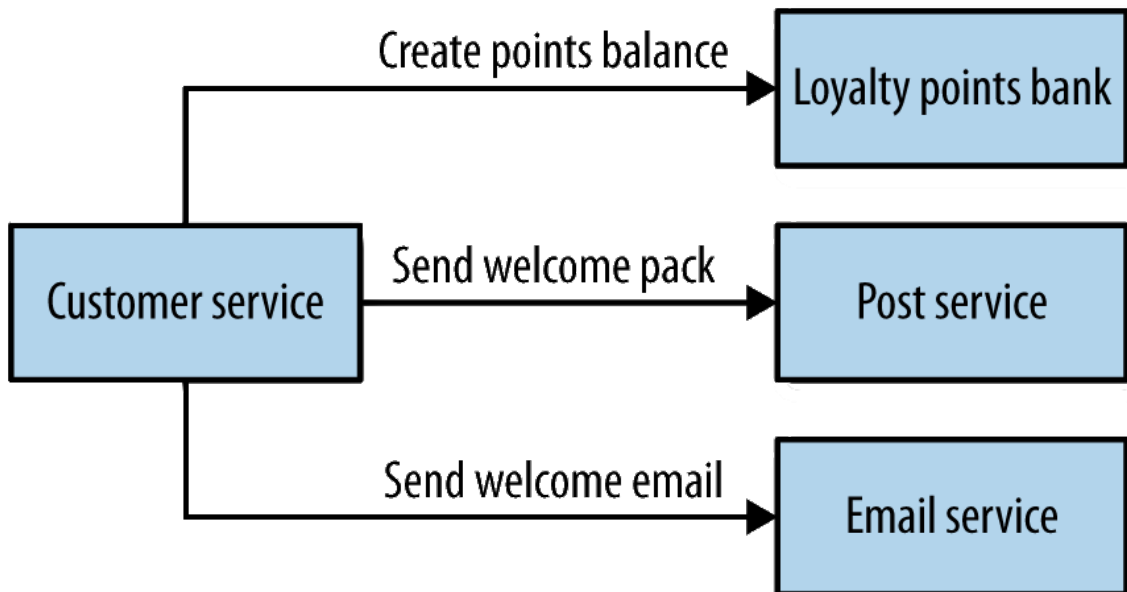 Create points balance
Loyalty points bank
Customer service
Send welcome pack
Post service
Send welcome email
Email service